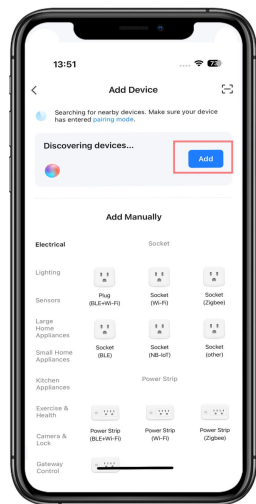 13:51
73
Add Device
Searching for nearby devices. Make sure your device
has entered pairing mode.
Discovering devices...
Add
Add Manually
Electrical
Socket
Lighting
Sensors
Plug
(BLE+Wi-Fi)
Socket
(Wi-Fi)
Socket
(Zigbee)
Large
Home
Appliances
Small Home
Appliances
Socket
(BLE)
Socket
(NB-IoT)
Socket
(other)
Kitchen
Appliances
Power Strip
Exercise &
Health
Camera &
Lock
Power Strip
(BLE+Wi-Fi)
Power Strip
(Wi-Fi)
Power Strip
(Zigbee)
Gateway
Control